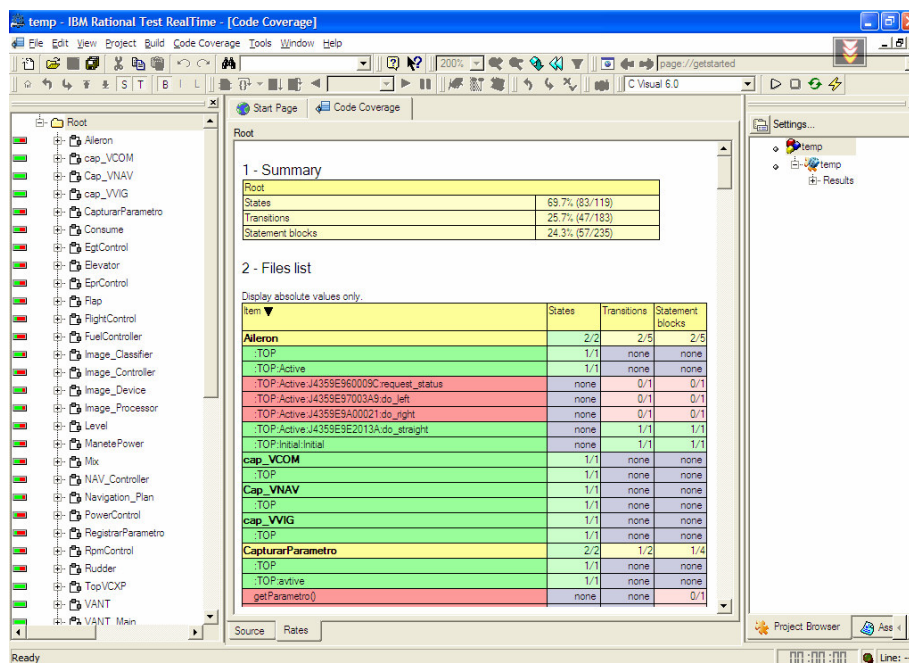 temp - IBM Rational Test RealTime - [Code Coverage]
File Edit View Project Build Code Coverage Tools Window Help
200% page://getstarted
S T B I L C Visual 6.0
Start Page Code Coverage
Root
Aileron
cap_VCOM
Cap_VNAV
cap_VVIG
CapturarParametro
Consume
EgtControl
Elevator
EprControl
Flap
FlightControl
FuelController
Image_Classifier
Image_Controller
Image_Device
Image_Processor
Level
ManetePower
Mix
NAV_Controller
Navigation_Plan
PowerControl
RegistrarParametro
RpmControl
Rudder
TopVCXP
VANT
VANT_Main
Root
1 - Summary
Root
States 69.7% (83/119)
Transitions 25.7% (47/183)
Statement blocks 24.3% (57/235)
2 - Files list
Display absolute values only.
Item States Transitions Statement blocks
Aileron 2/2 2/5 2/5
:TOP 1/1 none none
:TOP:Active 1/1 none none
:TOP:Active:J4359E960009C:request_status none 0/1 0/1
:TOP:Active:J4359E97003A9:do_left none 0/1 0/1
:TOP:Active:J4359E9A00021:do_right none 0/1 0/1
:TOP:Active:J4359E9E2013A:do_straight none 1/1 1/1
:TOP:Initial:Initial none 1/1 1/1
cap_VCOM 1/1 none none
:TOP 1/1 none none
Cap_VNAV 1/1 none none
:TOP 1/1 none none
cap_VVIG 1/1 none none
:TOP 1/1 none none
CapturarParametro 2/2 1/2 1/4
:TOP 1/1 none none
:TOP:avtive 1/1 none none
getParametro() none none 0/1
Source Rates
Settings...
temp
temp
Results
Project Browser Ass
Ready 00:00:00 Line: -